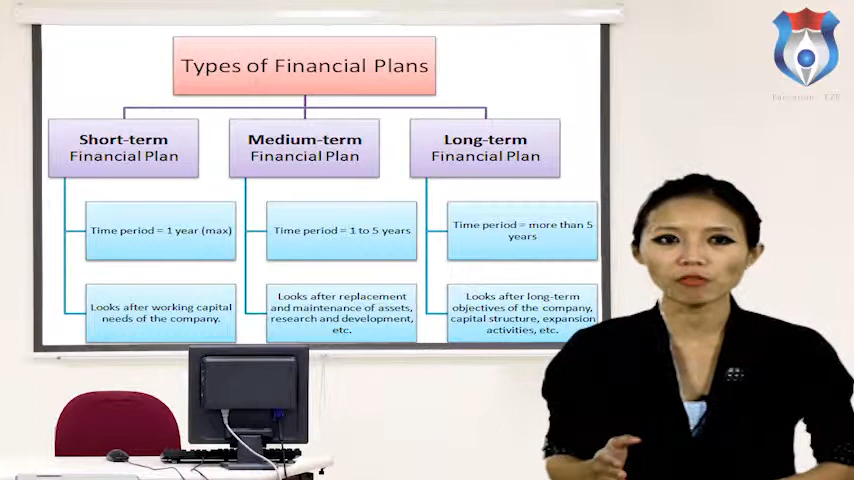 Types of Financial Plans
Short-term
Financial Plan
Medium-term
Financial Plan
Long-term
Financial Plan
Time period = 1 year (max)
Time period = 1 to 5 years
Time period = more than 5
years
Looks after working capital
needs of the company.
Looks after replacement
and maintenance of assets,
research and development,
etc.
Looks after long-term
objectives of the company,
capital structure, expansion
activities, etc.